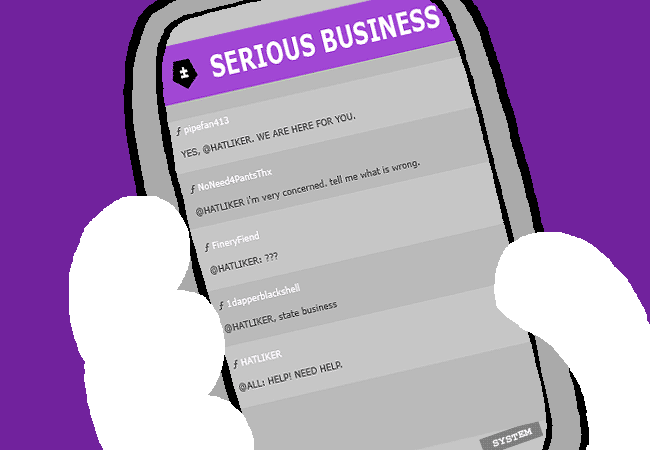 SERIOUS BUSINESS
ƒ pipefan413
YES, @HATLIKER. WE ARE HERE FOR YOU.
ƒ NoNeed4PantsThx
@HATLIKER i'm very concerned. tell me what is wrong.
ƒ FineryFiend
@HATLIKER: ???
ƒ 1dapperblackshell
@HATLIKER, state business
ƒ HATLIKER
@ALL: HELP! NEED HELP.
SYSTEM